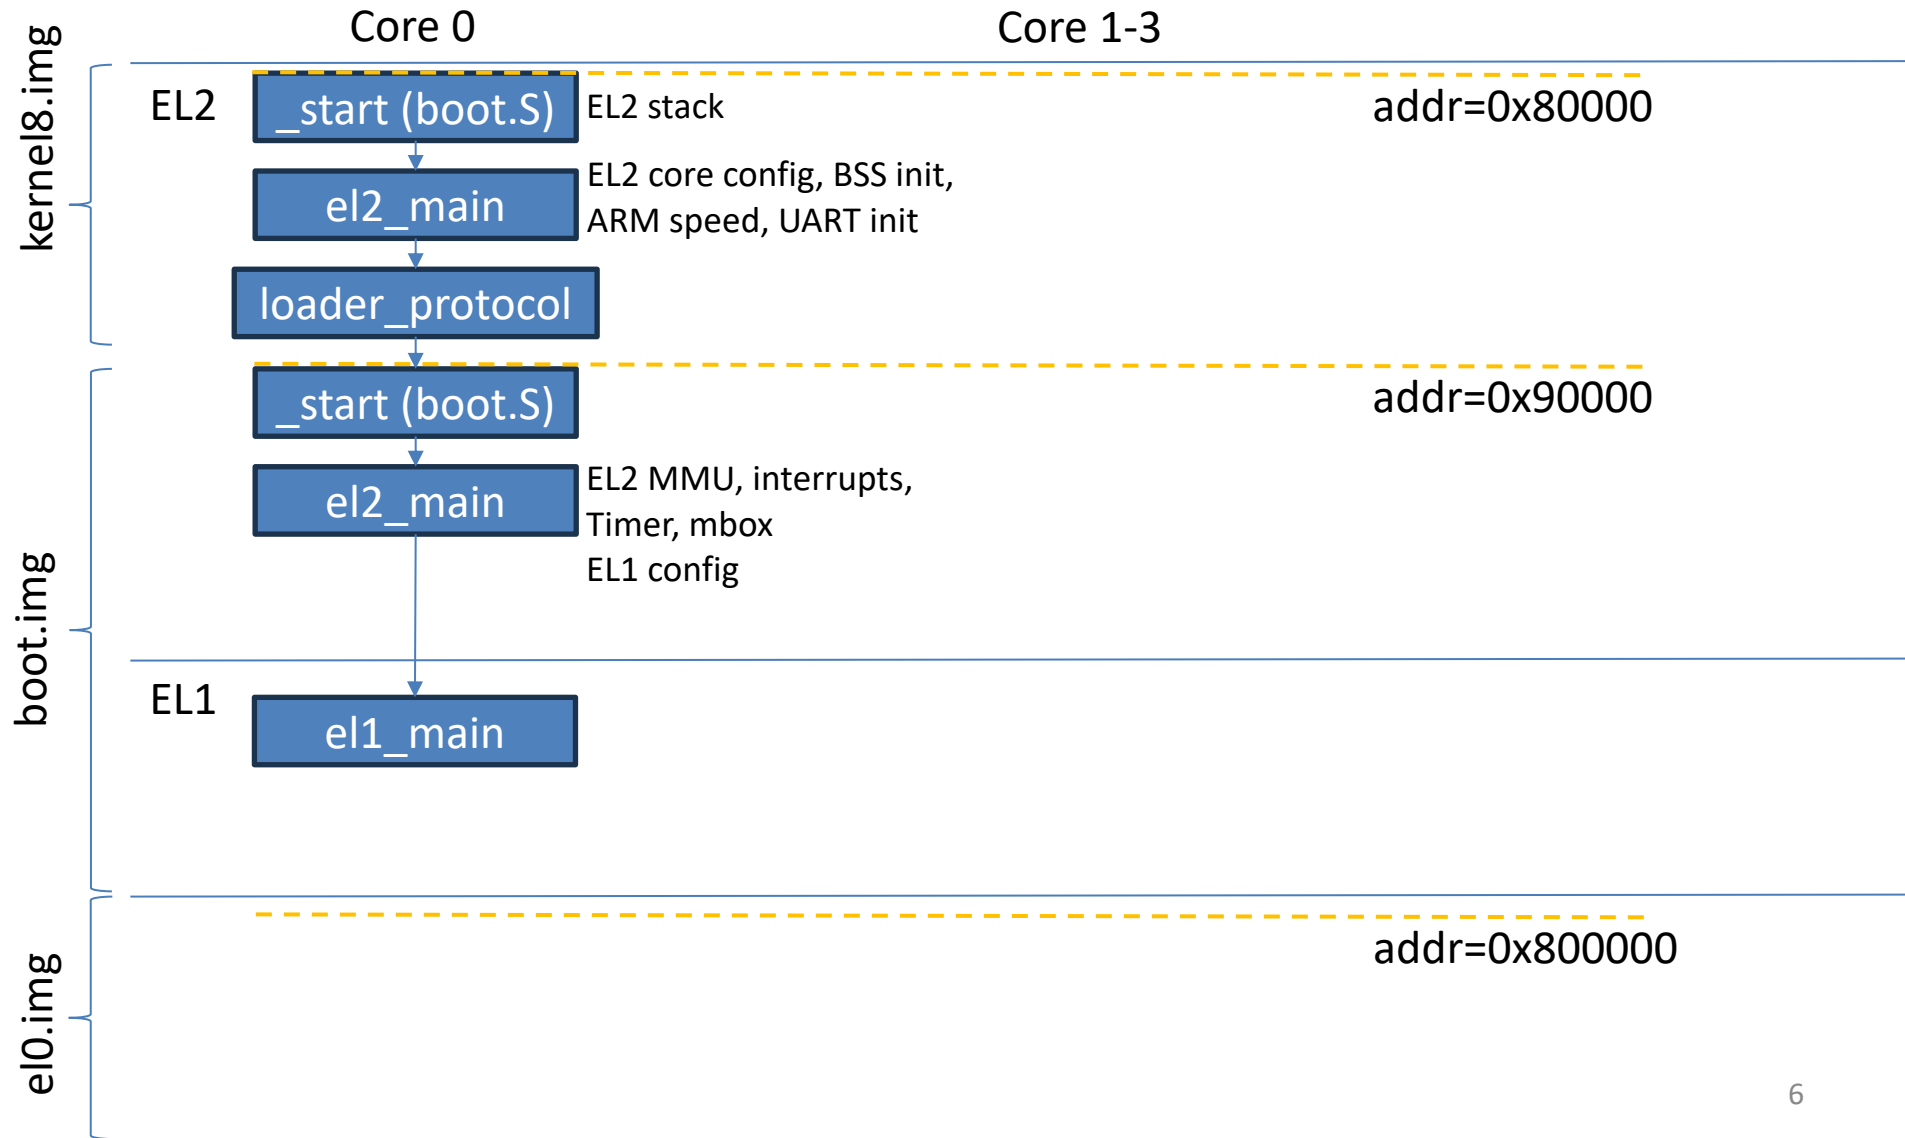 Core 0
Core 1-3
kernel8.img
EL2
_start (boot.S)
EL2 stack
addr=0x80000
el2_main
EL2 core config, BSS init,
ARM speed, UART init
loader_protocol
boot.img
_start (boot.S)
addr=0x90000
el2_main
EL2 MMU, interrupts,
Timer, mbox
EL1 config
EL1
el1_main
el0.img
addr=0x800000
6